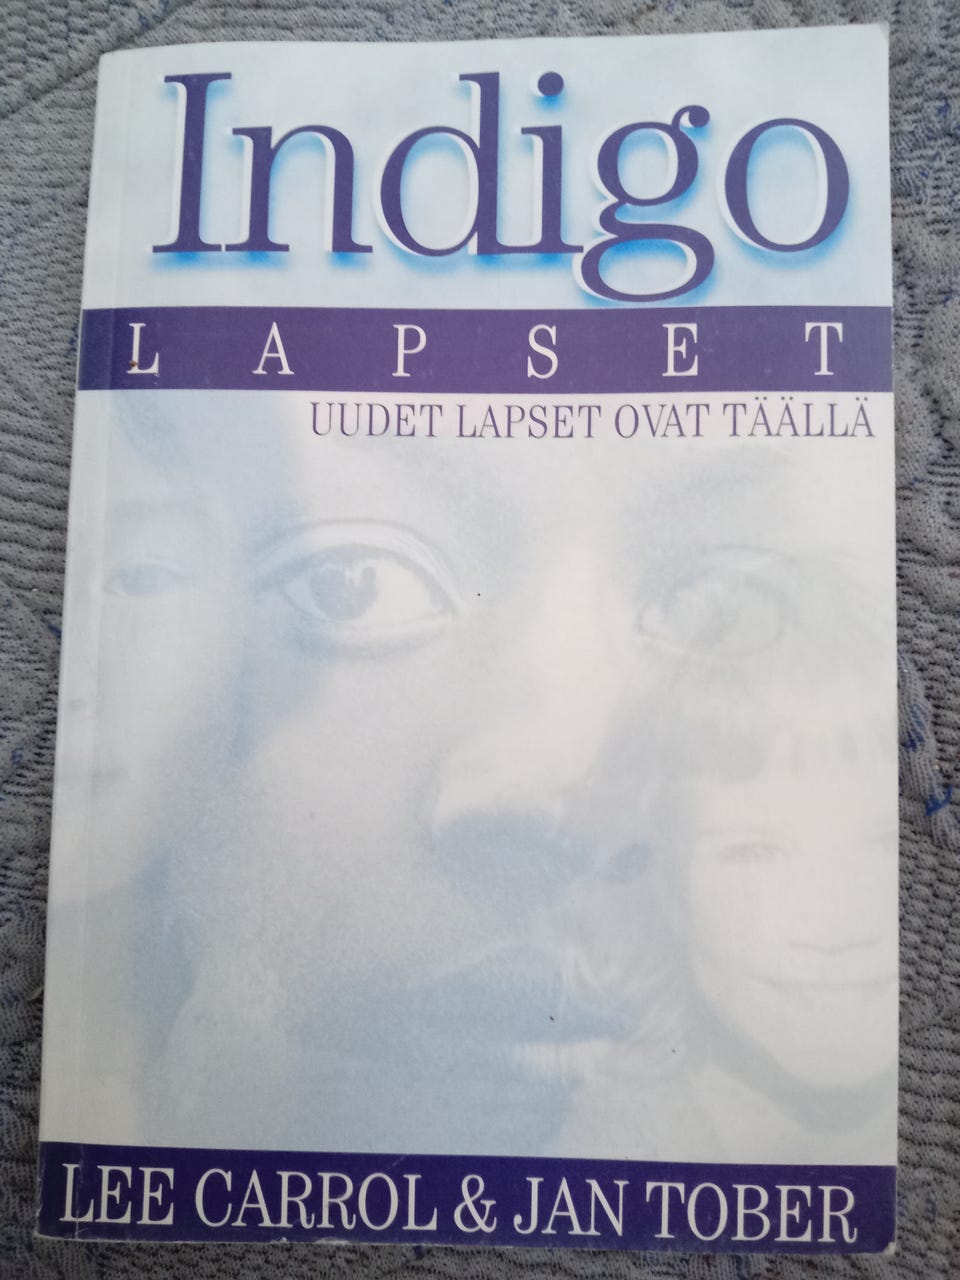 Indigo
LAPSET
UUDET LAPSET OVAT TÄÄLLÄ
LEE CARROL & JAN TOBER